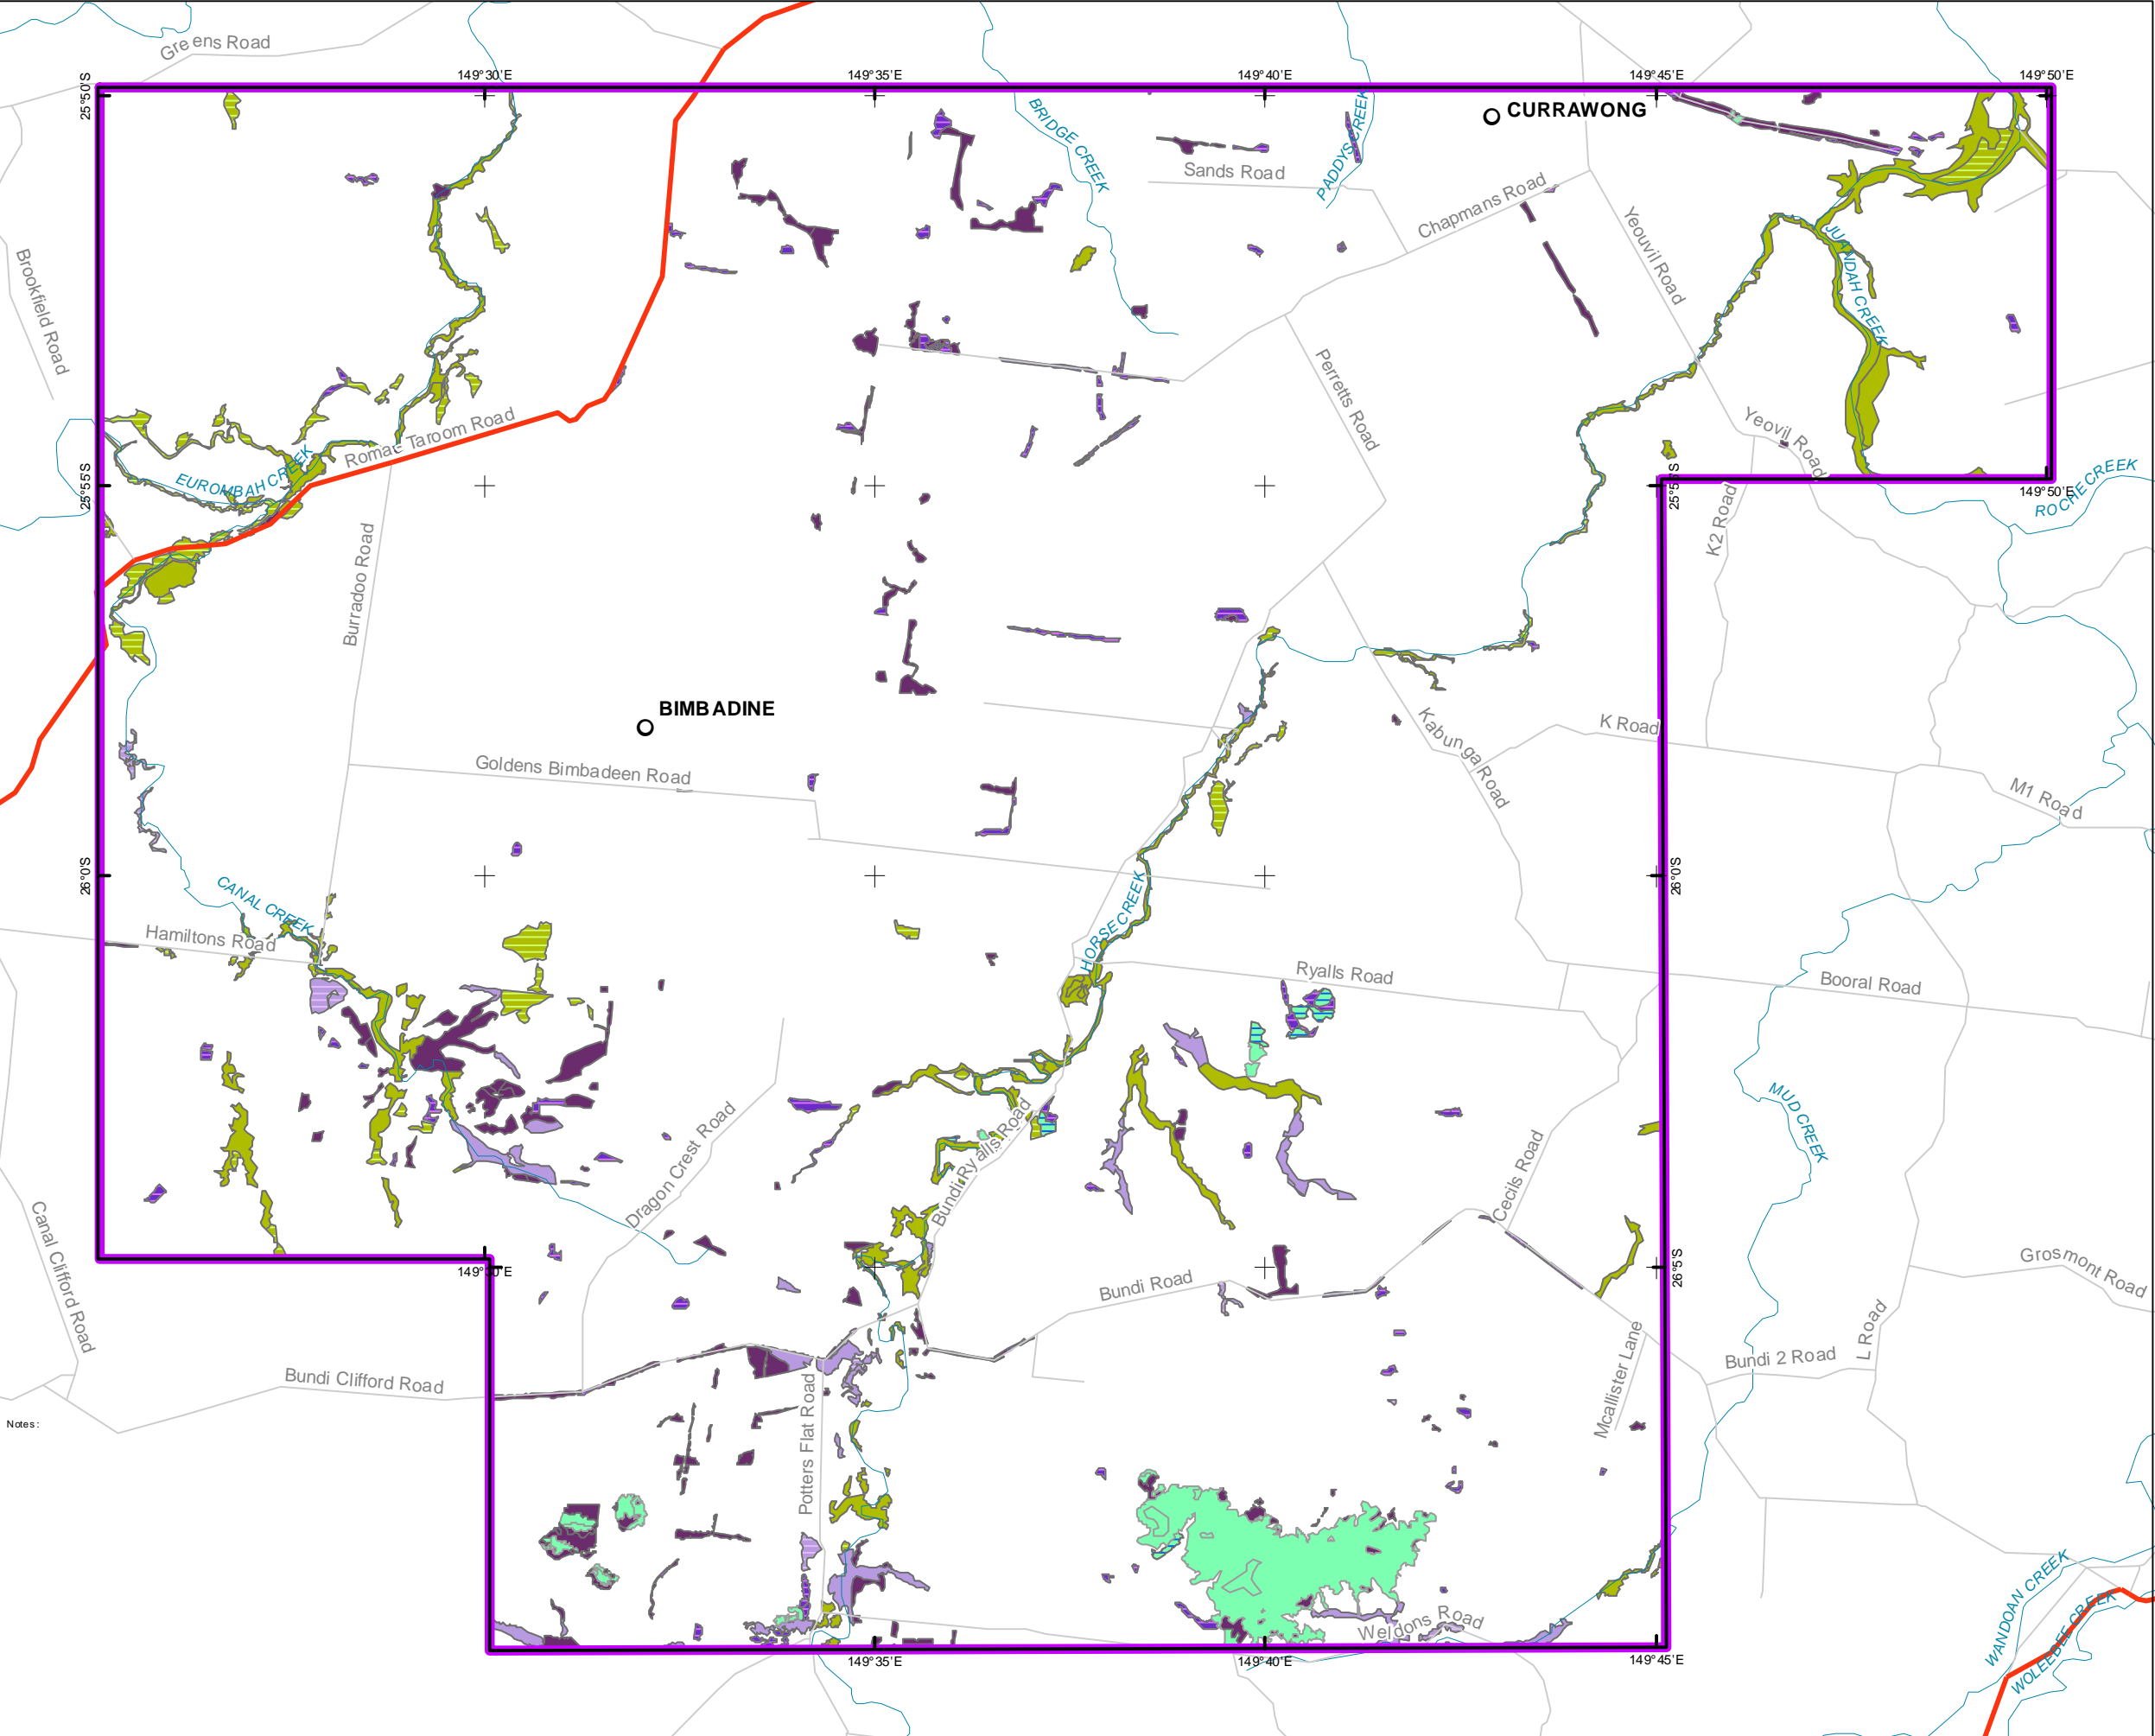 Greens Road
149°30'E
149°35'E
149°40'E
149°45'E
149°50'E
25°50'S
CURRAWONG
BRIDGE CREEK
PADDYS CREEK
Sands Road
Chapmans Road
Yeouvil Road
JUANDAH CREEK
Brookfield Road
Perretts Road
Roma Taroom Road
Yeovil Road
EUROMBAH CREEK
25°55'S
25°55'S
149°50'E
ROCHE CREEK
K2 Road
Burradoo Road
BIMBADINE
Kabunga Road
K Road
Goldens Bimbadeen Road
M1 Road
26°0'S
26°0'S
CANAL CREEK
HORSE CREEK
Hamiltons Road
Ryalls Road
Booral Road
MUD CREEK
Dragon Crest Road
Bundi Ryalls Road
Cecils Road
Canal Clifford Road
149°30'E
26°5'S
Grosmont Road
Bundi Road
L Road
Mcallister Lane
Bundi 2 Road
Bundi Clifford Road
Potters Flat Road
Notes:
Weldons Road
WANDOAN CREEK
WOLEEBEE CREEK
149°35'E
149°40'E
149°45'E